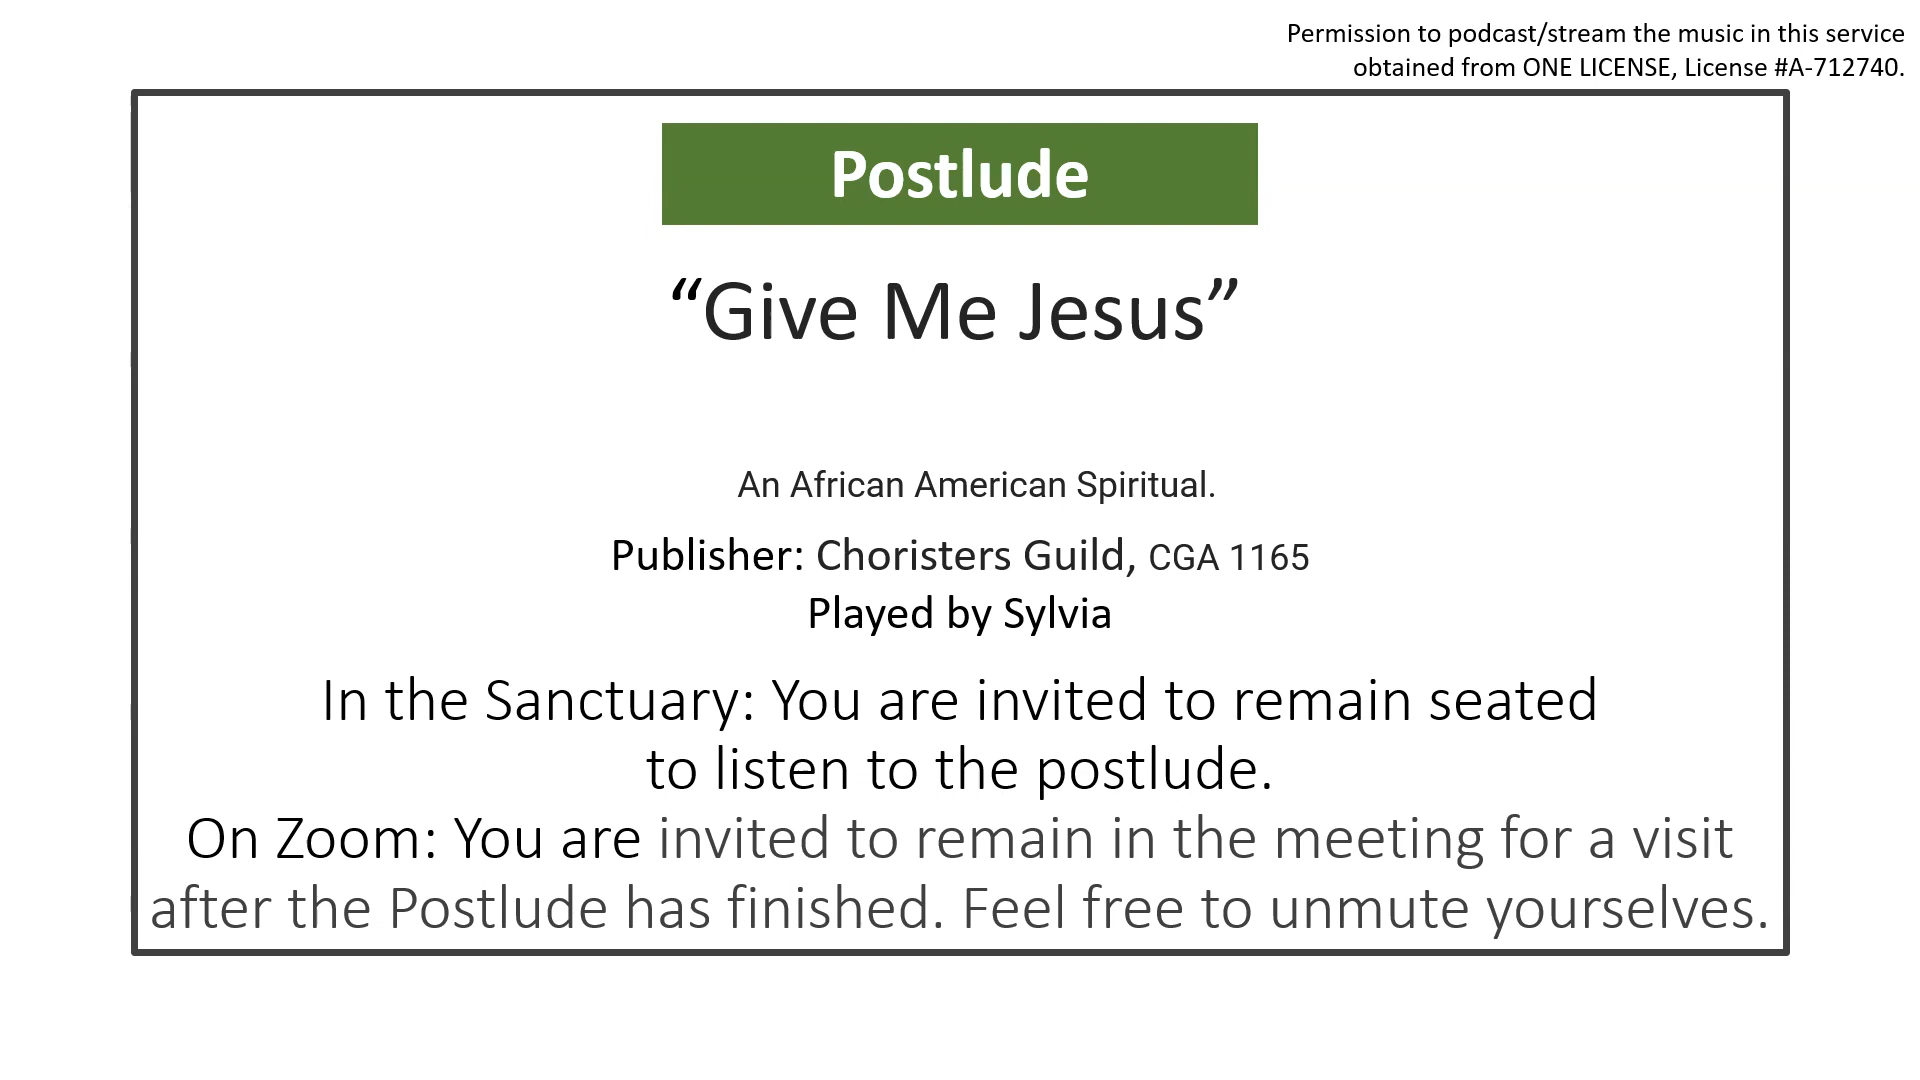 Permission to podcast/stream the music in this service
obtained from ONE LICENSE, License #A-712740.
Postlude
“Give Me Jesus”
An African American Spiritual.
Publisher: Choristers Guild, CGA 1165
Played by Sylvia
In the Sanctuary: You are invited to remain seated
to listen to the postlude.
On Zoom: You are invited to remain in the meeting for a visit
after the Postlude has finished. Feel free to unmute yourselves.